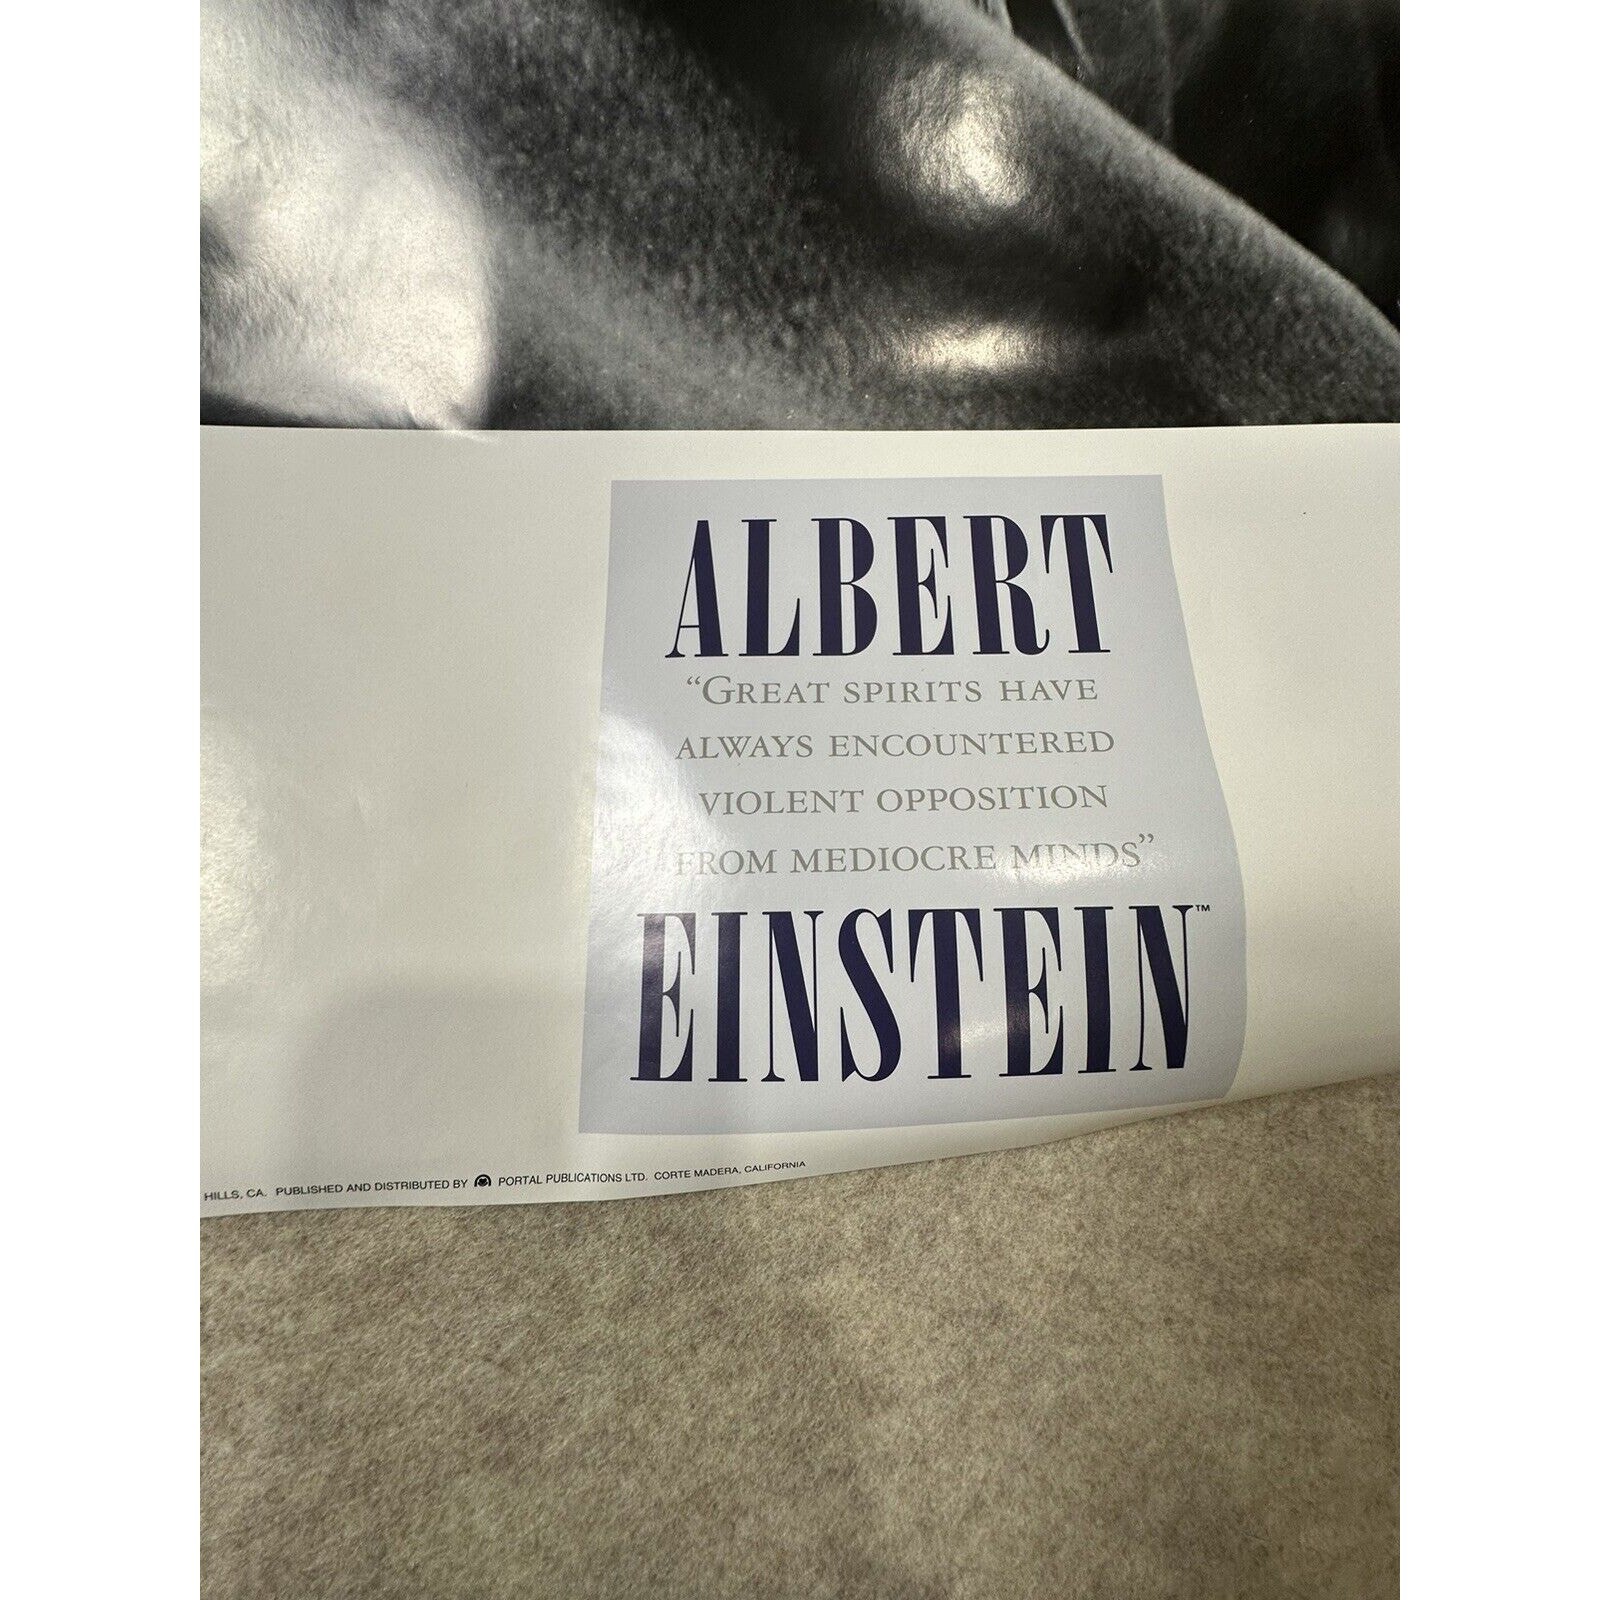 ALBERT
“GREAT SPIRITS HAVE
ALWAYS ENCOUNTERED
VIOLENT OPPOSITION
FROM MEDIOCRE MINDS”
EINSTEIN™
HILLS, CA. PUBLISHED AND DISTRIBUTED BY PORTAL PUBLICATIONS LTD. CORTE MADERA, CALIFORNIA